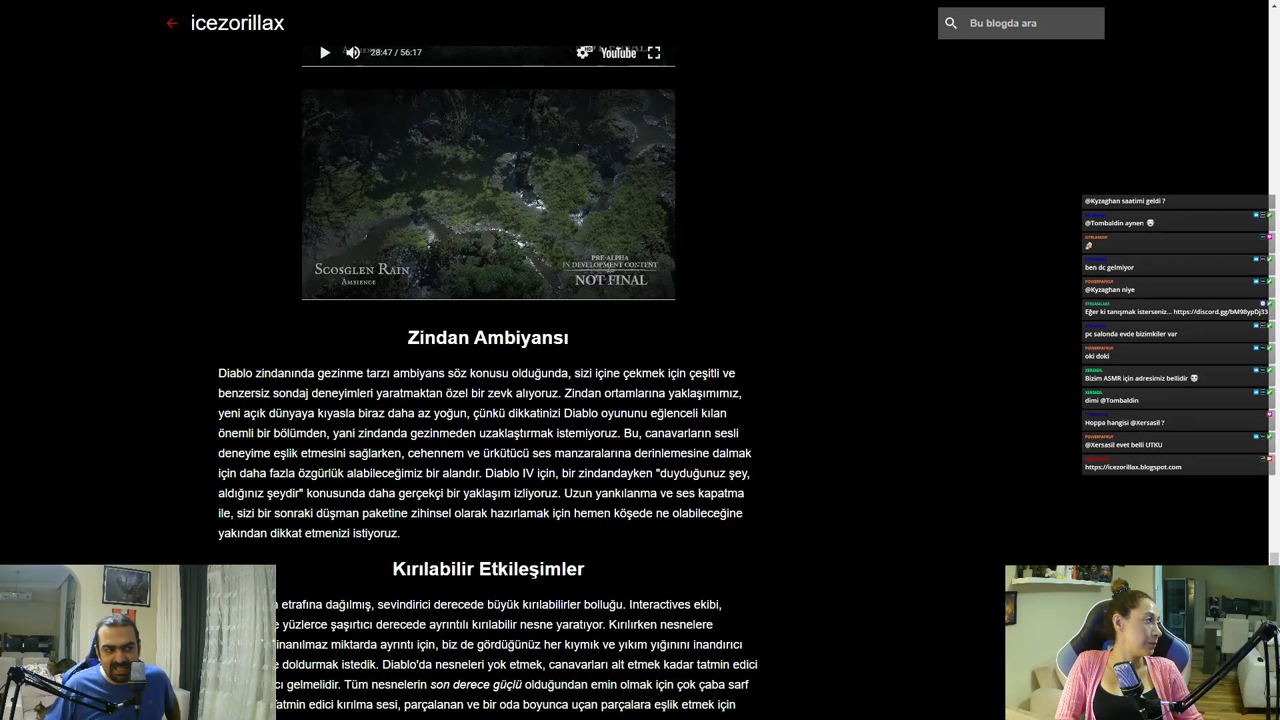 icezorillax
Bu blogda ara
28:47 / 56:17
YouTube
SCOSGLEN RAIN
AMBIENCE
PRE-ALPHA
IN DEVELOPMENT CONTENT
NOT FINAL
Zindan Ambiyansı
Diablo zindanında gezinme tarzı ambiyans söz konusu olduğunda, sizi içine çekmek için çeşitli ve
benzersiz sondaj deneyimleri yaratmaktan özel bir zevk alıyoruz. Zindan ortamlarına yaklaşımımız,
yeni açık dünyaya kıyasla biraz daha az yoğun, çünkü dikkatinizi Diablo oyununu eğlenceli kılan
önemli bir bölümden, yani zindanda gezinmeden uzaklaştırmak istemiyoruz. Bu, canavarların sesli
deneyime eşlik etmesini sağlarken, cehennem ve ürkütücü ses manzaralarına derinlemesine dalmak
için daha fazla özgürlük alabileceğimiz bir alandır. Diablo IV için, bir zindandayken "duyduğunuz şey,
aldığınız şeydir" konusunda daha gerçekçi bir yaklaşım izliyoruz. Uzun yankılanma ve ses kapatma
ile, sizi bir sonraki düşman paketine zihinsel olarak hazırlamak için hemen köşede ne olabileceğine
yakından dikkat etmenizi istiyoruz.
Kırılabilir Etkileşimler
etrafına dağılmış, sevindirici derecede büyük kırılabilirler bolluğu. Interactives ekibi,
yüzlerce şaşırtıcı derecede ayrıntılı kırılabilir nesne yaratıyor. Kırılırken nesnelere
inanılmaz miktarda ayrıntı için, biz de gördüğünüz her kıymık ve yıkım yığınını inandırıcı
doldurmak istedik. Diablo'da nesneleri yok etmek, canavarları alt etmek kadar tatmin edici
gelmelidir. Tüm nesnelerin son derece güçlü olduğundan emin olmak için çok çaba sarf
tatmin edici kırılma sesi, parçalanan ve bir oda boyunca uçan parçalara eşlik etmek için
@Kyzaghan saatimi geldi ?
@Tombaldin aynen
ben dc gelmiyor
@Kyzaghan niye
Eğer ki tanışmak isterseniz... https://discord.gg/bM98ypDj33
pc salonda evde bizimkiler var
oki doki
Bizim ASMR için adresimiz bellidir
dimi @Tombaldin
Hoppa hangisi @Xersasil ?
@Xersasil evet belli UTKU
https://icezorillax.blogspot.com